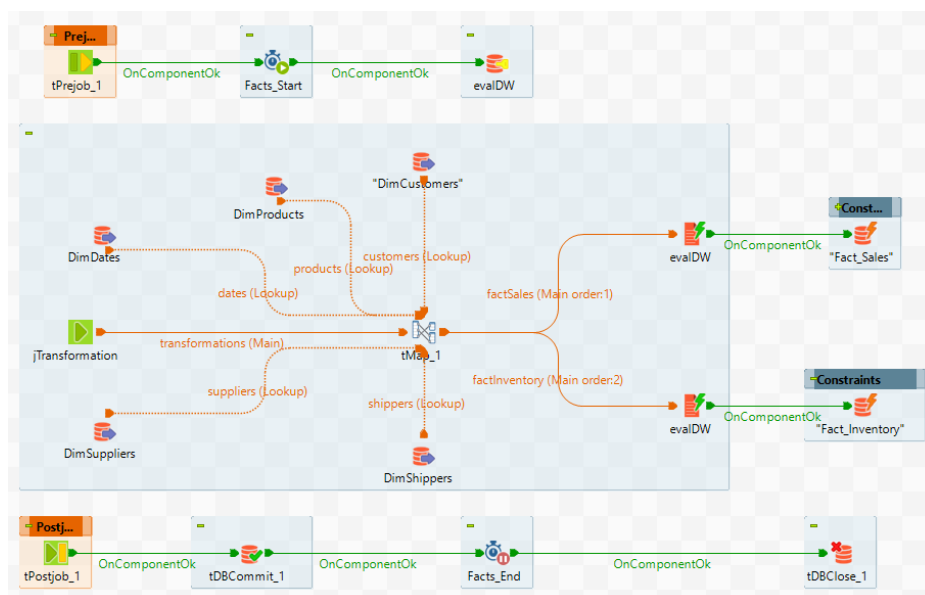 Prej...
OnComponentOk
OnComponentOk
tPrejob_1
Facts_Start
evalDW
"DimCustomers"
DimProducts
Const...
DimDates
customers (Lookup)
products (Lookup)
evalDW
OnComponentOk
"Fact_Sales"
dates (Lookup)
factSales (Main order:1)
transformations (Main)
jTransformation
tMap_1
suppliers (Lookup)
factInventory (Main order:2)
Constraints
shippers (Lookup)
OnComponentOk
evalDW
"Fact_Inventory"
DimSuppliers
DimShippers
Postj...
OnComponentOk
OnComponentOk
OnComponentOk
tPostjob_1
tDBCommit_1
Facts_End
tDBClose_1